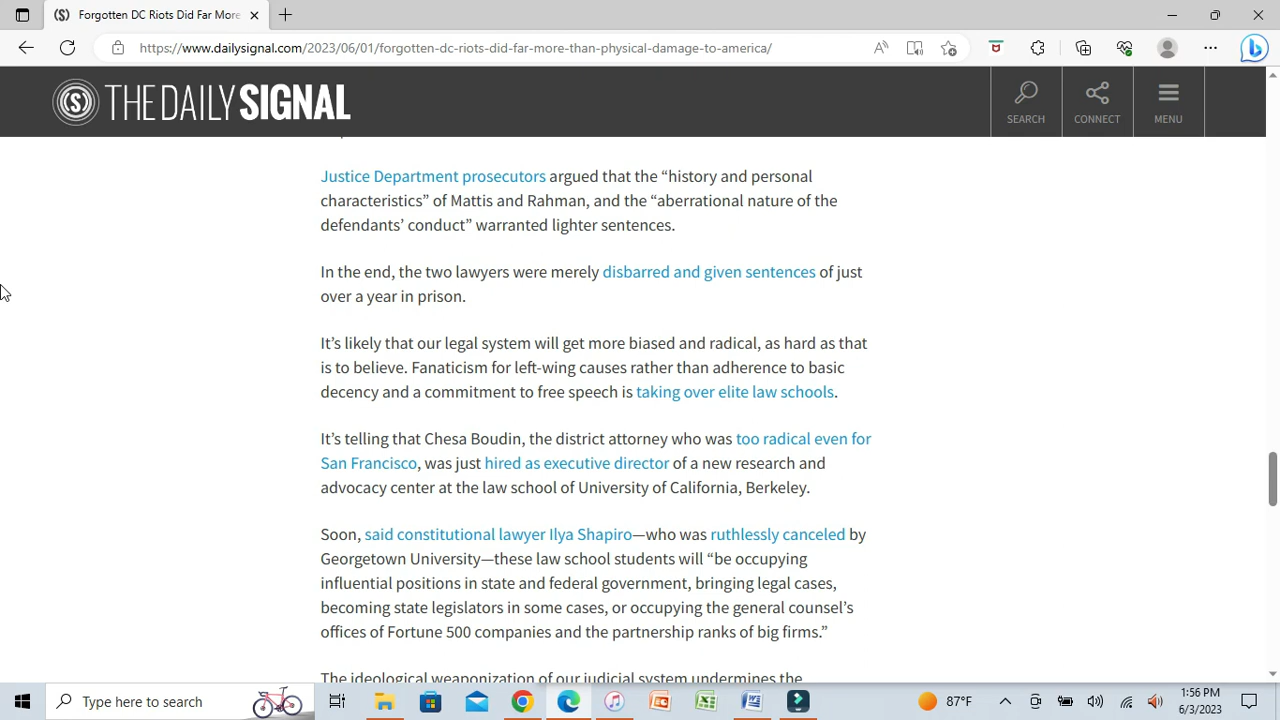 Forgotten DC Riots Did Far More
https://www.dailysignal.com/2023/06/01/forgotten-dc-riots-did-far-more-than-physical-damage-to-america/
THE DAILY SIGNAL
SEARCH
CONNECT
MENU
Justice Department prosecutors argued that the “history and personal
characteristics” of Mattis and Rahman, and the “aberrational nature of the
defendants’ conduct” warranted lighter sentences.
In the end, the two lawyers were merely disbarred and given sentences of just
over a year in prison.
It’s likely that our legal system will get more biased and radical, as hard as that
is to believe. Fanaticism for left-wing causes rather than adherence to basic
decency and a commitment to free speech is taking over elite law schools.
It’s telling that Chesa Boudin, the district attorney who was too radical even for
San Francisco, was just hired as executive director of a new research and
advocacy center at the law school of University of California, Berkeley.
Soon, said constitutional lawyer Ilya Shapiro—who was ruthlessly canceled by
Georgetown University—these law school students will “be occupying
influential positions in state and federal government, bringing legal cases,
becoming state legislators in some cases, or occupying the general counsel’s
offices of Fortune 500 companies and the partnership ranks of big firms.”
The ideological weaponization of our judicial system undermines the
Type here to search
87°F
1:56 PM
6/3/2023